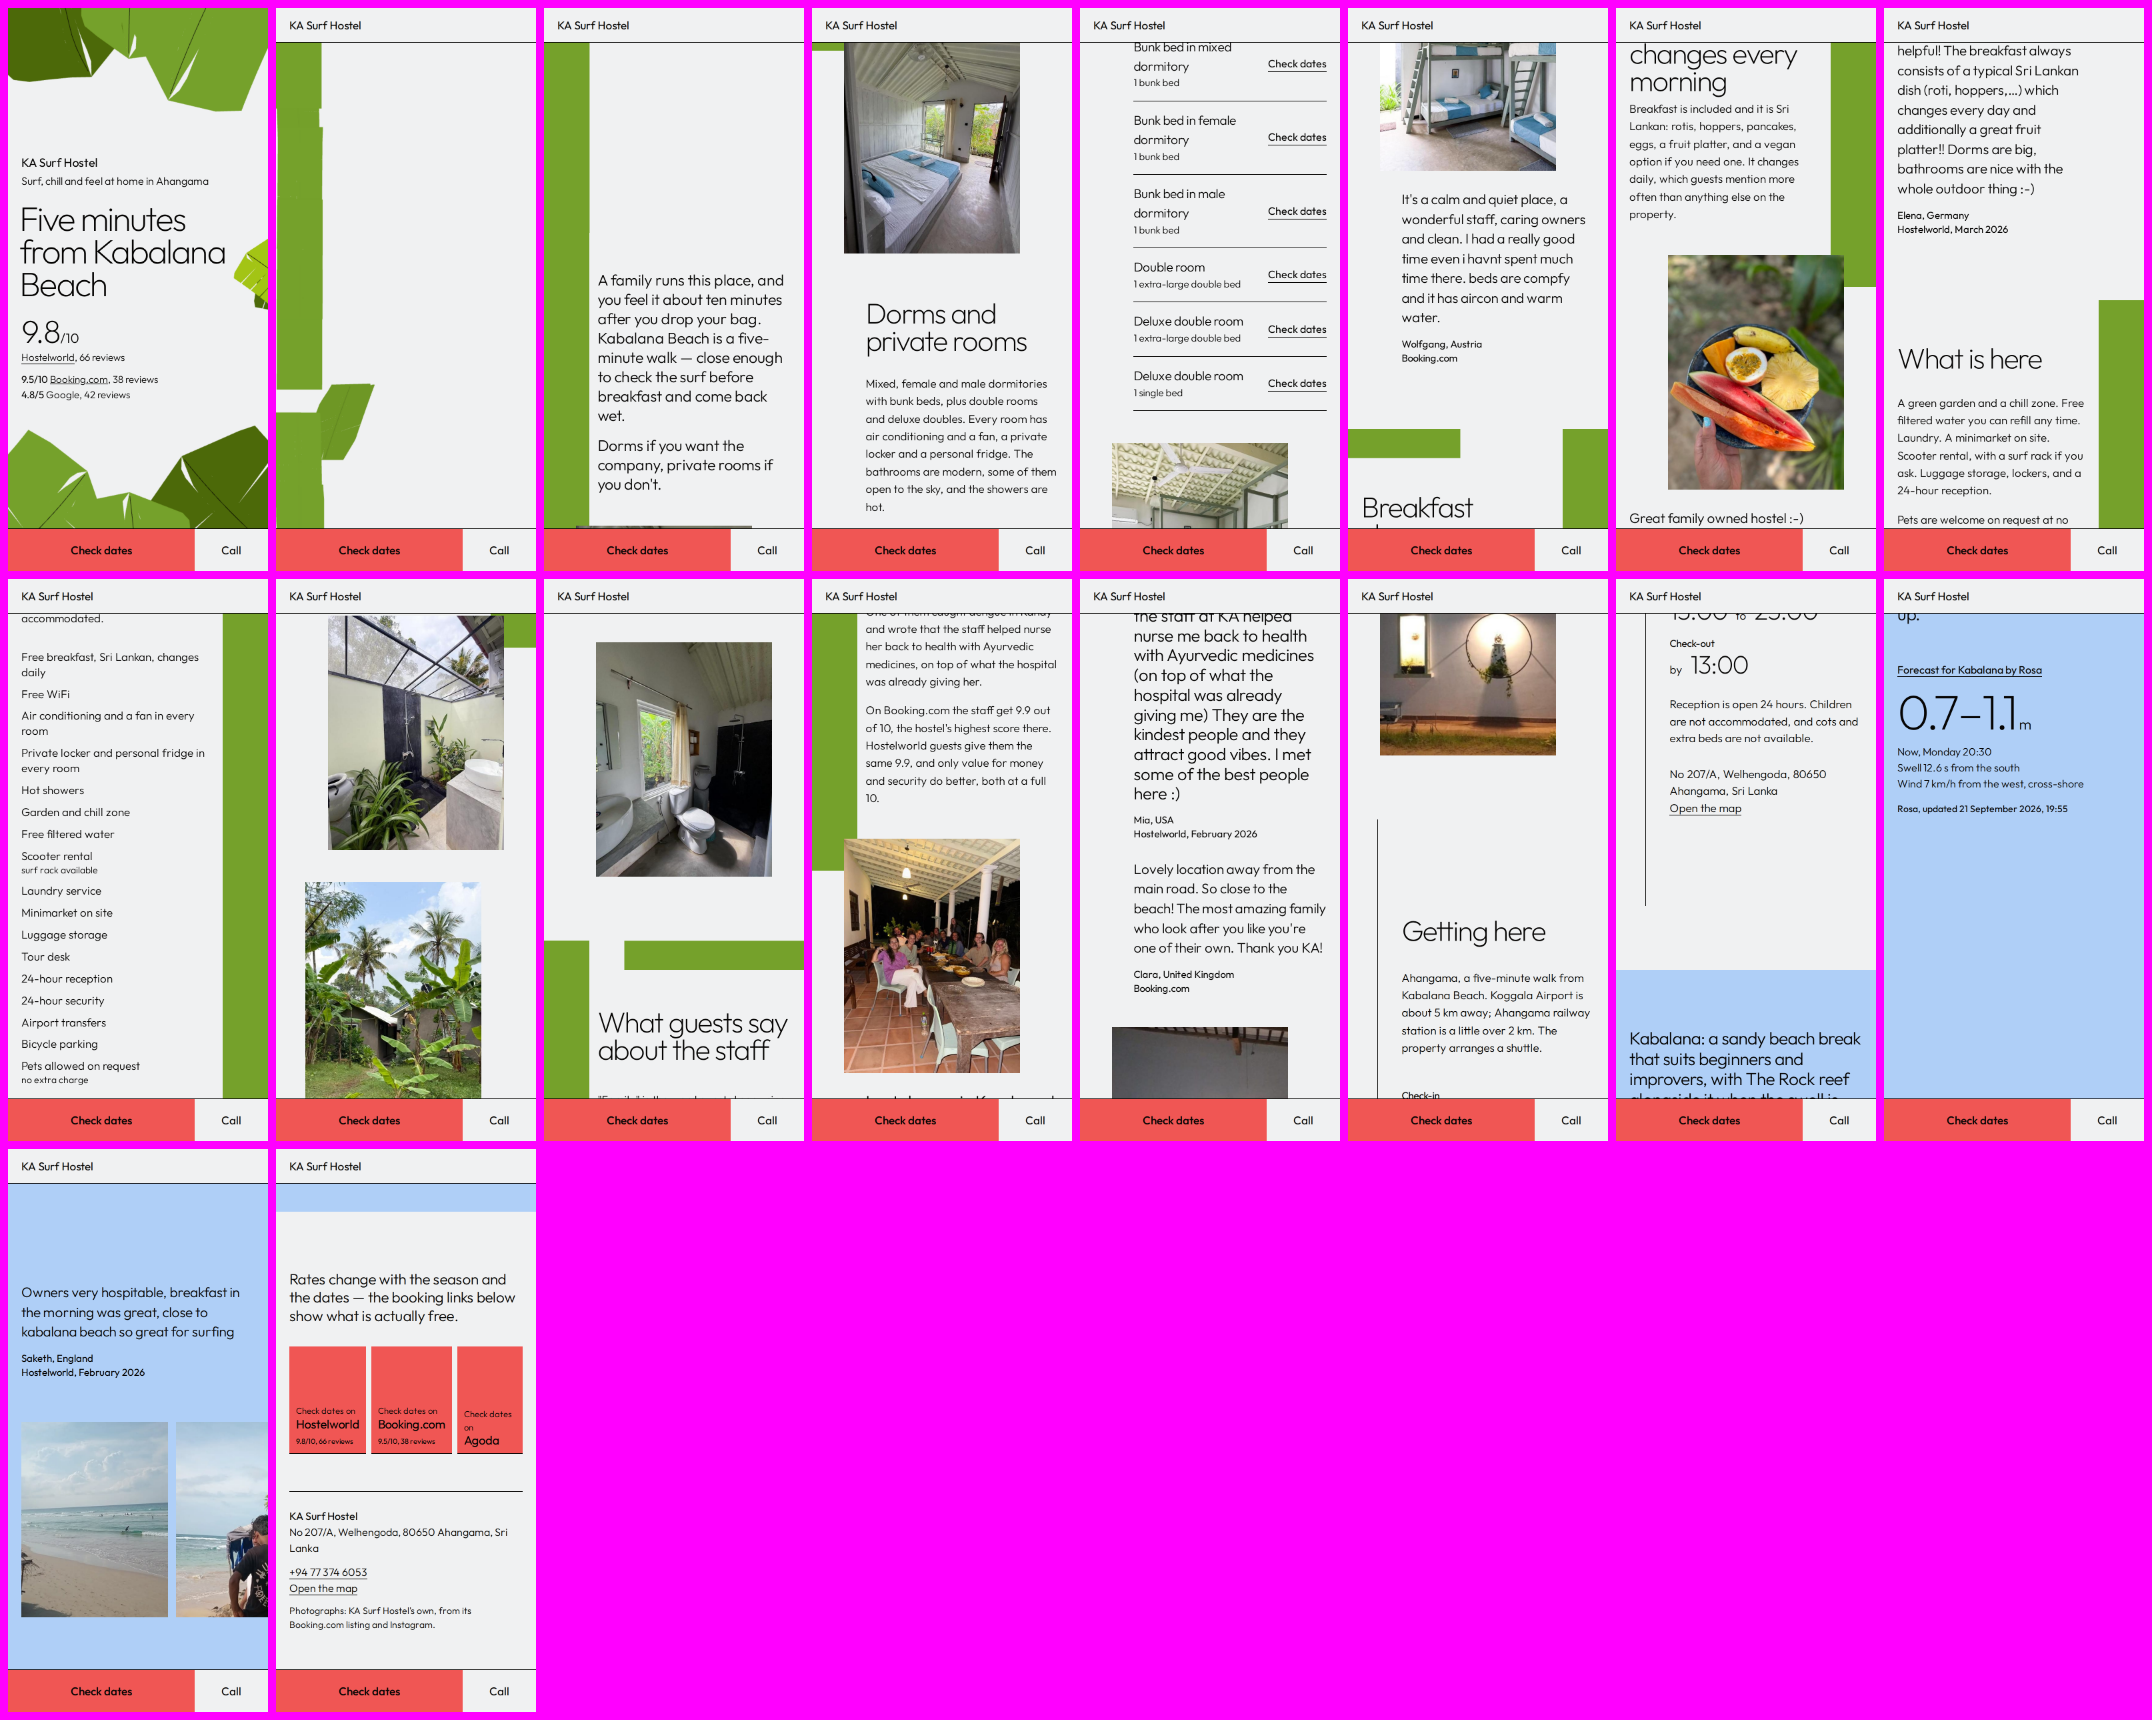 KA Surf Hostel
Surf, chill and feel at home in Ahangama
Five minutes
from Kabalana
Beach
9.8/10
Hostelworld, 66 reviews
9.5/10 Booking.com, 38 reviews
4.8/5 Google, 42 reviews
Check dates
Call
KA Surf Hostel
Check dates
Call
KA Surf Hostel
A family runs this place, and
you feel it about ten minutes
after you drop your bag.
Kabalana Beach is a five-
minute walk — close enough
to check the surf before
breakfast and come back
wet.
Dorms if you want the
company, private rooms if
you don't.
Check dates
Call
KA Surf Hostel
Dorms and
private rooms
Mixed, female and male dormitories
with bunk beds, plus double rooms
and deluxe doubles. Every room has
air conditioning and a fan, a private
locker and a personal fridge. The
bathrooms are modern, some of them
open to the sky, and the showers are
hot.
Check dates
Call
KA Surf Hostel
Bunk bed in mixed
dormitory
1 bunk bed
Check dates
Bunk bed in female
dormitory
1 bunk bed
Check dates
Bunk bed in male
dormitory
1 bunk bed
Check dates
Double room
1 extra-large double bed
Check dates
Deluxe double room
1 extra-large double bed
Check dates
Deluxe double room
1 single bed
Check dates
Check dates
Call
KA Surf Hostel
It's a calm and quiet place, a
wonderful staff, caring owners
and clean. I had a really good
time even i havnt spent much
time there. beds are compfy
and it has aircon and warm
water.
Wolfgang, Austria
Booking.com
Breakfast
Check dates
Call
KA Surf Hostel
changes every
morning
Breakfast is included and it is Sri
Lankan: rotis, hoppers, pancakes,
eggs, a fruit platter, and a vegan
option if you need one. It changes
daily, which guests mention more
often than anything else on the
property.
Great family owned hostel :-)
Check dates
Call
KA Surf Hostel
helpful! The breakfast always
consists of a typical Sri Lankan
dish (roti, hoppers,...) which
changes every day and
additionally a great fruit
platter!! Dorms are big,
bathrooms are nice with the
whole outdoor thing :-)
Elena, Germany
Hostelworld, March 2026
What is here
A green garden and a chill zone. Free
filtered water you can refill any time.
Laundry. A minimarket on site.
Scooter rental, with a surf rack if you
ask. Luggage storage, lockers, and a
24-hour reception.
Pets are welcome on request at no
Check dates
Call
KA Surf Hostel
accommodated.
Free breakfast, Sri Lankan, changes
daily
Free WiFi
Air conditioning and a fan in every
room
Private locker and personal fridge in
every room
Hot showers
Garden and chill zone
Free filtered water
Scooter rental
surf rack available
Laundry service
Minimarket on site
Luggage storage
Tour desk
24-hour reception
24-hour security
Airport transfers
Bicycle parking
Pets allowed on request
no extra charge
Check dates
Call
KA Surf Hostel
Check dates
Call
KA Surf Hostel
What guests say
about the staff
Check dates
Call
KA Surf Hostel
and wrote that the staff helped nurse
her back to health with Ayurvedic
medicines, on top of what the hospital
was already giving her.
On Booking.com the staff get 9.9 out
of 10, the hostel's highest score there.
Hostelworld guests give them the
same 9.9, and only value for money
and security do better, both at a full
10.
Check dates
Call
KA Surf Hostel
the staff at KA helped
nurse me back to health
with Ayurvedic medicines
(on top of what the
hospital was already
giving me) They are the
kindest people and they
attract good vibes. I met
some of the best people
here :)
Mia, USA
Hostelworld, February 2026
Lovely location away from the
main road. So close to the
beach! The most amazing family
who look after you like you're
one of their own. Thank you KA!
Clara, United Kingdom
Booking.com
Check dates
Call
KA Surf Hostel
Getting here
Ahangama, a five-minute walk from
Kabalana Beach. Koggala Airport is
about 5 km away; Ahangama railway
station is a little over 2 km. The
property arranges a shuttle.
Check-in
Check dates
Call
KA Surf Hostel
Check-out
by 13:00
Reception is open 24 hours. Children
are not accommodated, and cots and
extra beds are not available.
No 207/A, Welhengoda, 80650
Ahangama, Sri Lanka
Open the map
Kabalana: a sandy beach break
that suits beginners and
improvers, with The Rock reef
Check dates
Call
KA Surf Hostel
up.
Forecast for Kabalana by Rosa
0.7–1.1 m
Now, Monday 20:30
Swell 12.6 s from the south
Wind 7 km/h from the west, cross-shore
Rosa, updated 21 September 2026, 19:55
Check dates
Call
KA Surf Hostel
Owners very hospitable, breakfast in
the morning was great, close to
kabalana beach so great for surfing
Saketh, England
Hostelworld, February 2026
Check dates
Call
KA Surf Hostel
Rates change with the season and
the dates — the booking links below
show what is actually free.
Check dates on
Hostelworld
9.8/10, 66 reviews
Check dates on
Booking.com
9.5/10, 38 reviews
Check dates
on
Agoda
KA Surf Hostel
No 207/A, Welhengoda, 80650 Ahangama, Sri
Lanka
+94 77 374 6053
Open the map
Photographs: KA Surf Hostel's own, from its
Booking.com listing and Instagram.
Check dates
Call